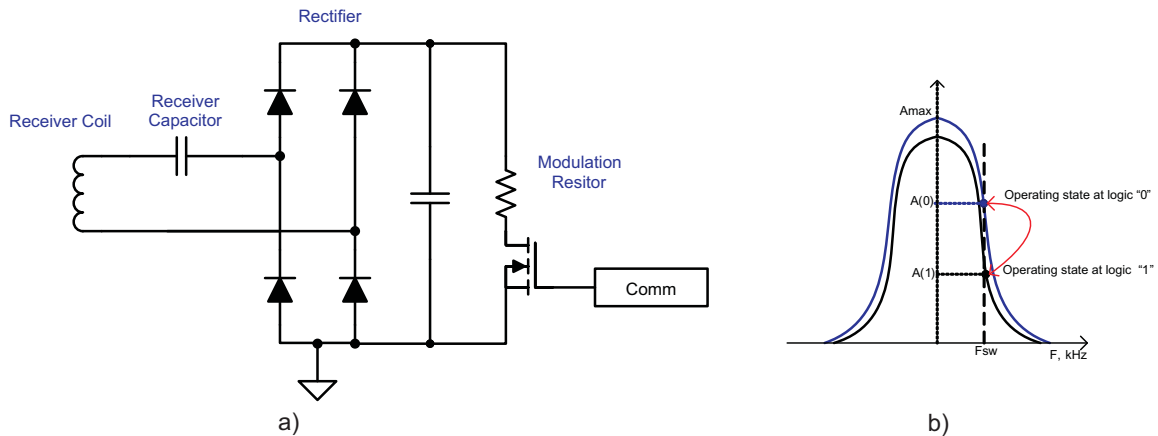 Rectifier
Receiver
Capacitor
Receiver Coil
Modulation
Resitor
Comm
a)
Amax
A(0)
Operating state at logic “0”
A(1)
Operating state at logic “1”
Fsw
F, kHz
b)